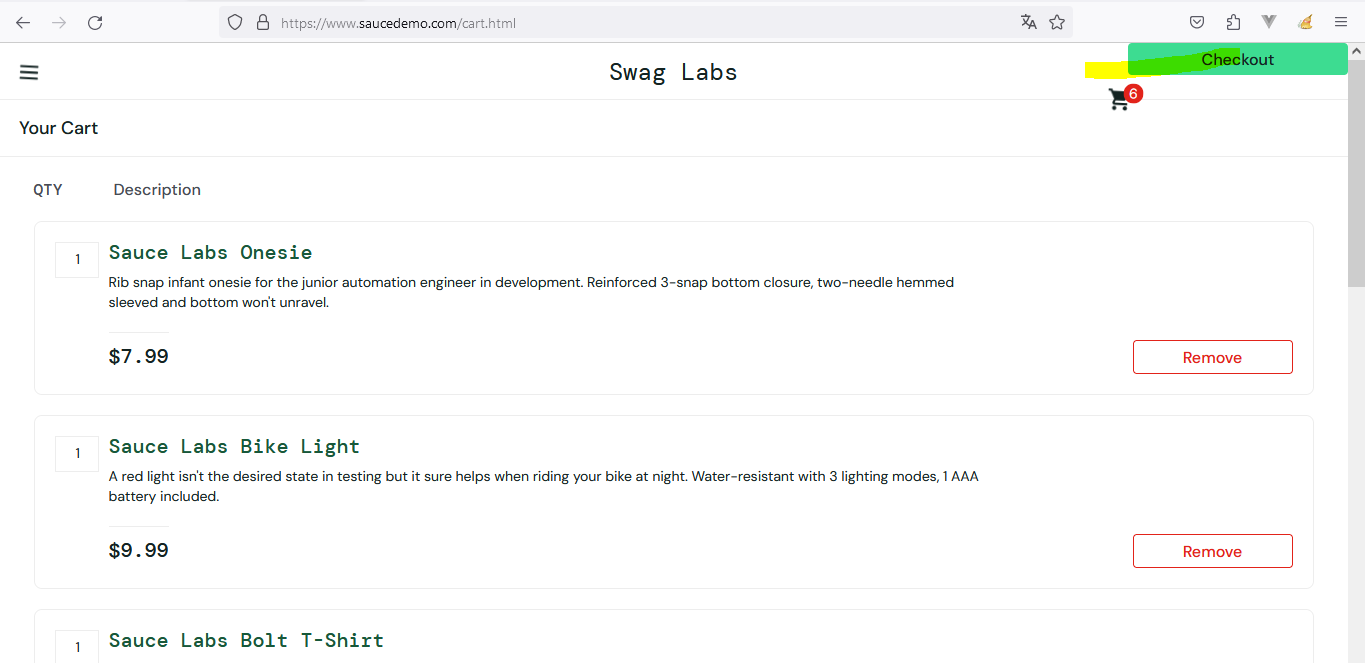 https://www.saucedemo.com/cart.html
Swag Labs
Checkout
6
Your Cart
QTY Description
1 Sauce Labs Onesie
Rib snap infant onesie for the junior automation engineer in development. Reinforced 3-snap bottom closure, two-needle hemmed
sleeved and bottom won't unravel.
$7.99 Remove
1 Sauce Labs Bike Light
A red light isn't the desired state in testing but it sure helps when riding your bike at night. Water-resistant with 3 lighting modes, 1 AAA
battery included.
$9.99 Remove
1 Sauce Labs Bolt T-Shirt